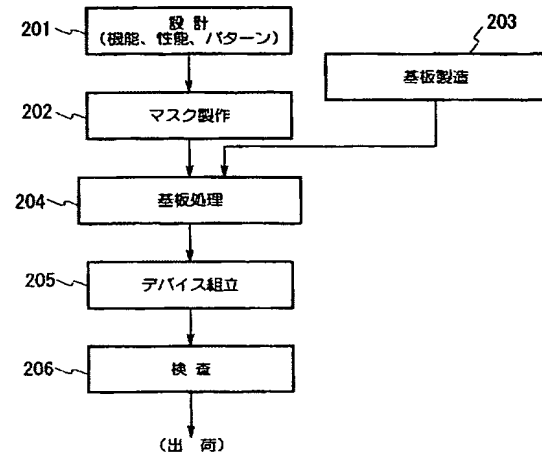 201
設 計
(機能、性能、パターン)
203
基板製造
202
マスク製作
204
基板処理
205
デバイス組立
206
検 査
(出 荷)